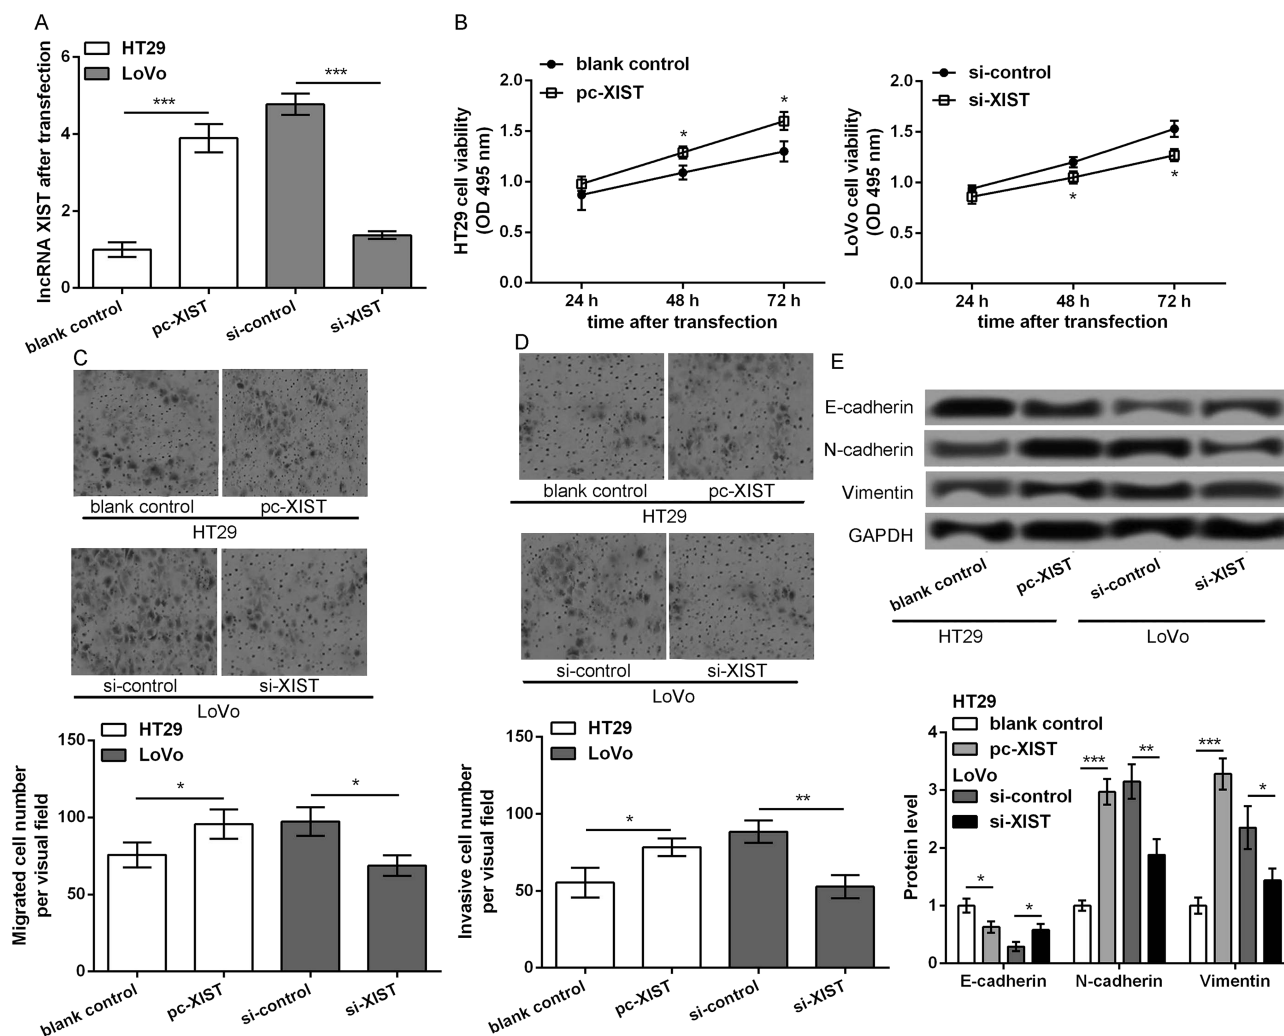 A
HT29
LoVo
lncRNA XIST after transfection
6
4
2
0
***
***
blank control
pc-XIST
si-control
si-XIST
B
blank control
pc-XIST
HT29 cell viability
(OD 495 nm)
2.0
1.5
1.0
0.5
0.0
*
*
24 h
48 h
72 h
time after transfection
si-control
si-XIST
LoVo cell viability
(OD 495 nm)
2.0
1.5
1.0
0.5
0.0
*
*
24 h
48 h
72 h
time after transfection
C
blank control
pc-XIST
HT29
si-control
si-XIST
LoVo
HT29
LoVo
Migrated cell number
per visual field
150
100
50
0
*
*
blank control
pc-XIST
si-control
si-XIST
D
blank control
pc-XIST
HT29
si-control
si-XIST
LoVo
HT29
LoVo
Invasive cell number
per visual field
150
100
50
0
*
**
blank control
pc-XIST
si-control
si-XIST
E
E-cadherin
N-cadherin
Vimentin
GAPDH
blank control
pc-XIST
si-control
si-XIST
HT29
LoVo
HT29
blank control
pc-XIST
LoVo
si-control
si-XIST
Protein level
4
3
2
1
0
*
*
***
**
***
*
E-cadherin
N-cadherin
Vimentin